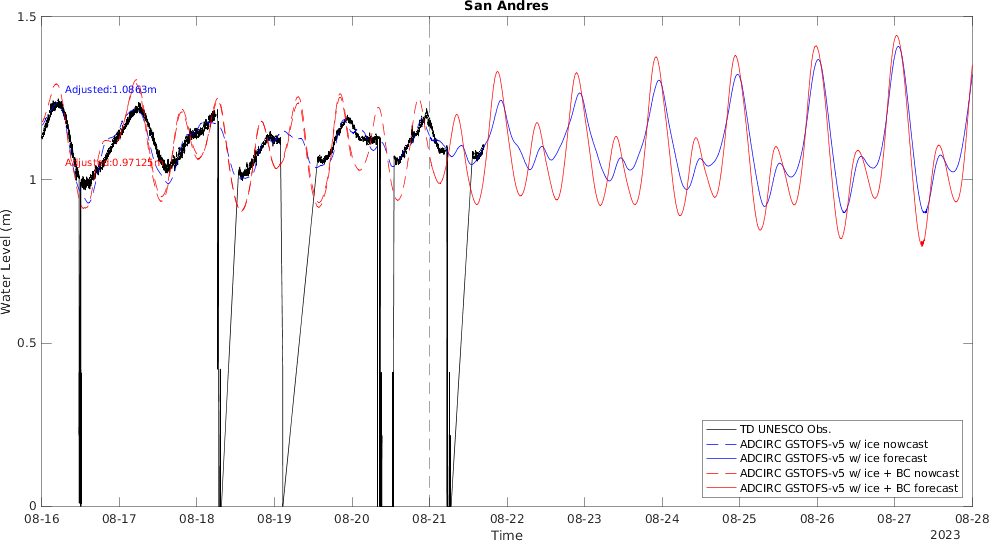 San Andres
1.5
Adjusted:1.0863m
Adjusted:0.97125
1
Water Level (m)
0.5
0
TD UNESCO Obs.
ADCIRC GSTOFS-v5 w/ ice nowcast
ADCIRC GSTOFS-v5 w/ ice forecast
ADCIRC GSTOFS-v5 w/ ice + BC nowcast
ADCIRC GSTOFS-v5 w/ ice + BC forecast
08-16 08-17 08-18 08-19 08-20 08-21 08-22 08-23 08-24 08-25 08-26 08-27 08-28
Time
2023